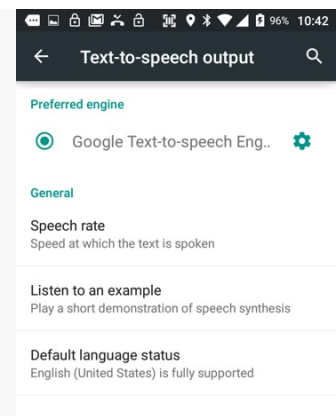 96% 10:42
Text-to-speech output
Preferred engine
Google Text-to-speech Eng..
General
Speech rate
Speed at which the text is spoken
Listen to an example
Play a short demonstration of speech synthesis
Default language status
English (United States) is fully supported